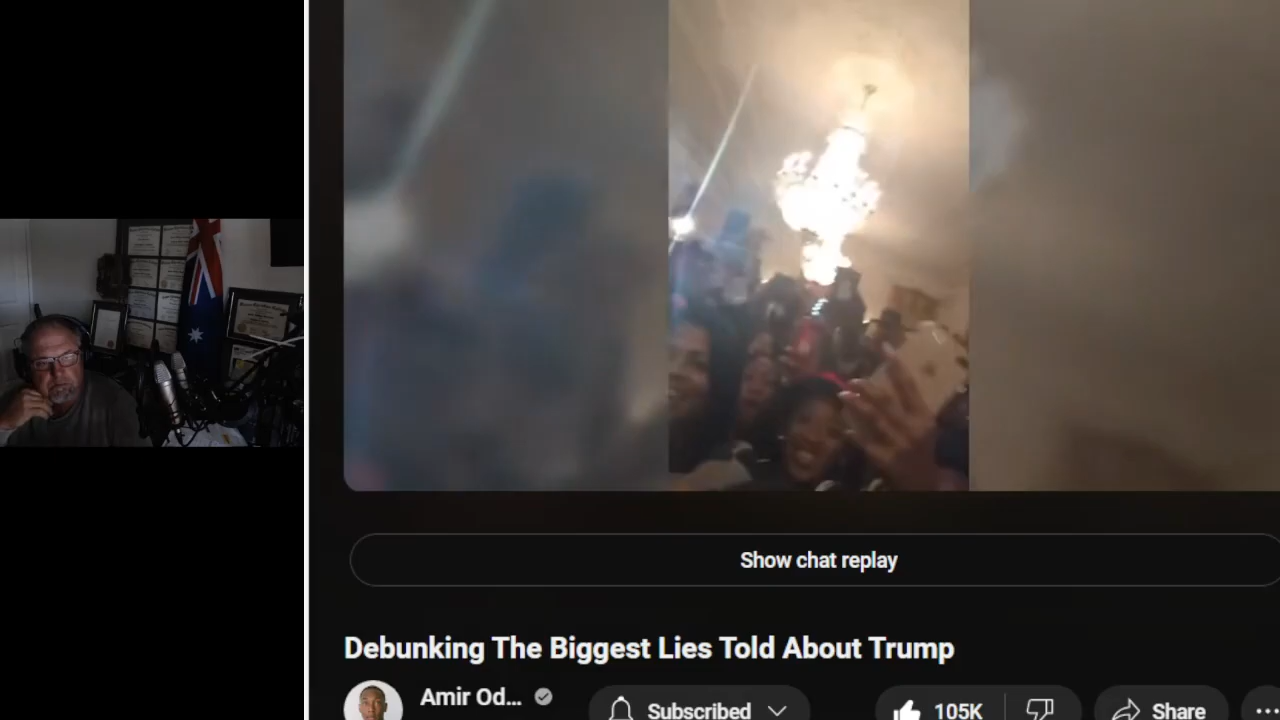 Show chat replay
Debunking The Biggest Lies Told About Trump
Amir Od...
Subscribed
105K
Share